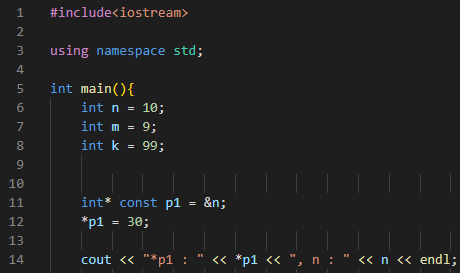 1 #include<iostream>
2
3 using namespace std;
4
5 int main(){
6 int n = 10;
7 int m = 9;
8 int k = 99;
9
10
11 int* const p1 = &n;
12 *p1 = 30;
13
14 cout << "*p1 : " << *p1 << ", n : " << n << endl;